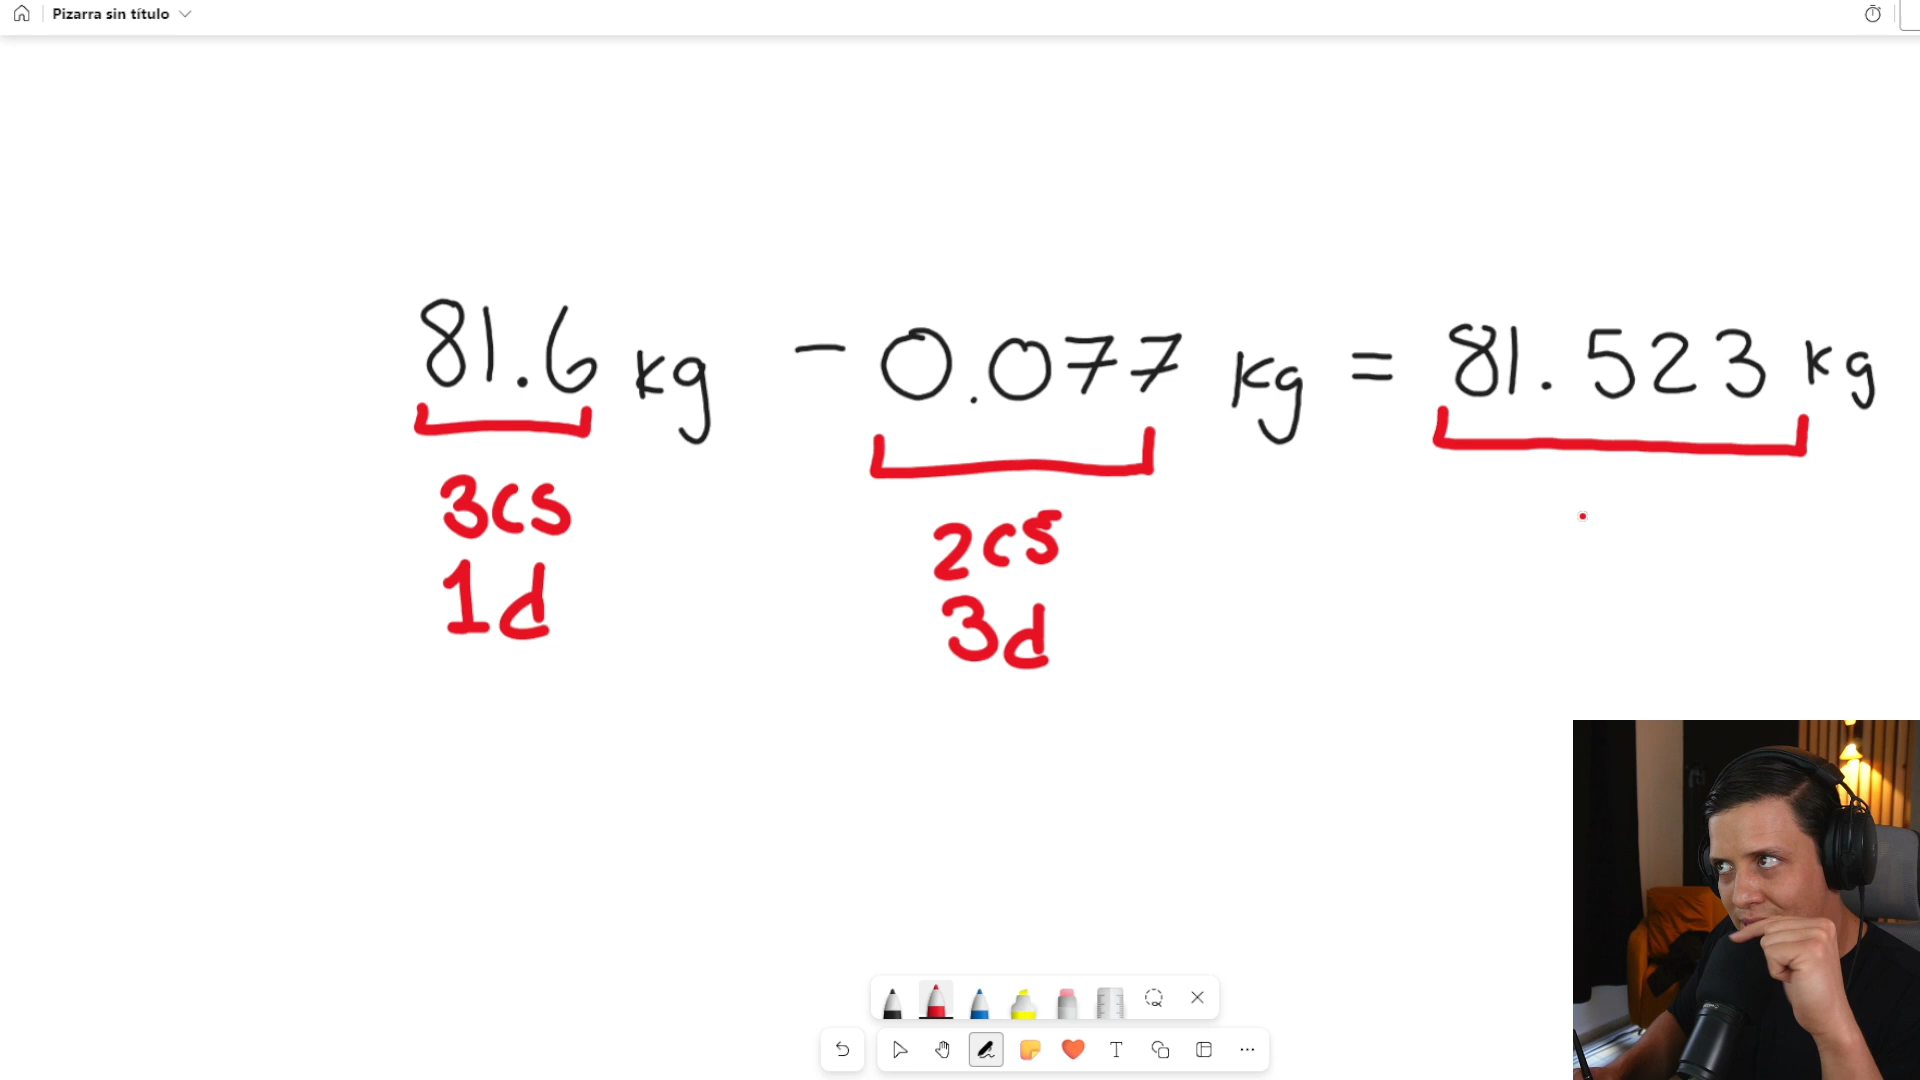 Pizarra sin título
81.6 kg - 0.077 kg = 81.523 kg
3cs
1d
2cs
3d
T